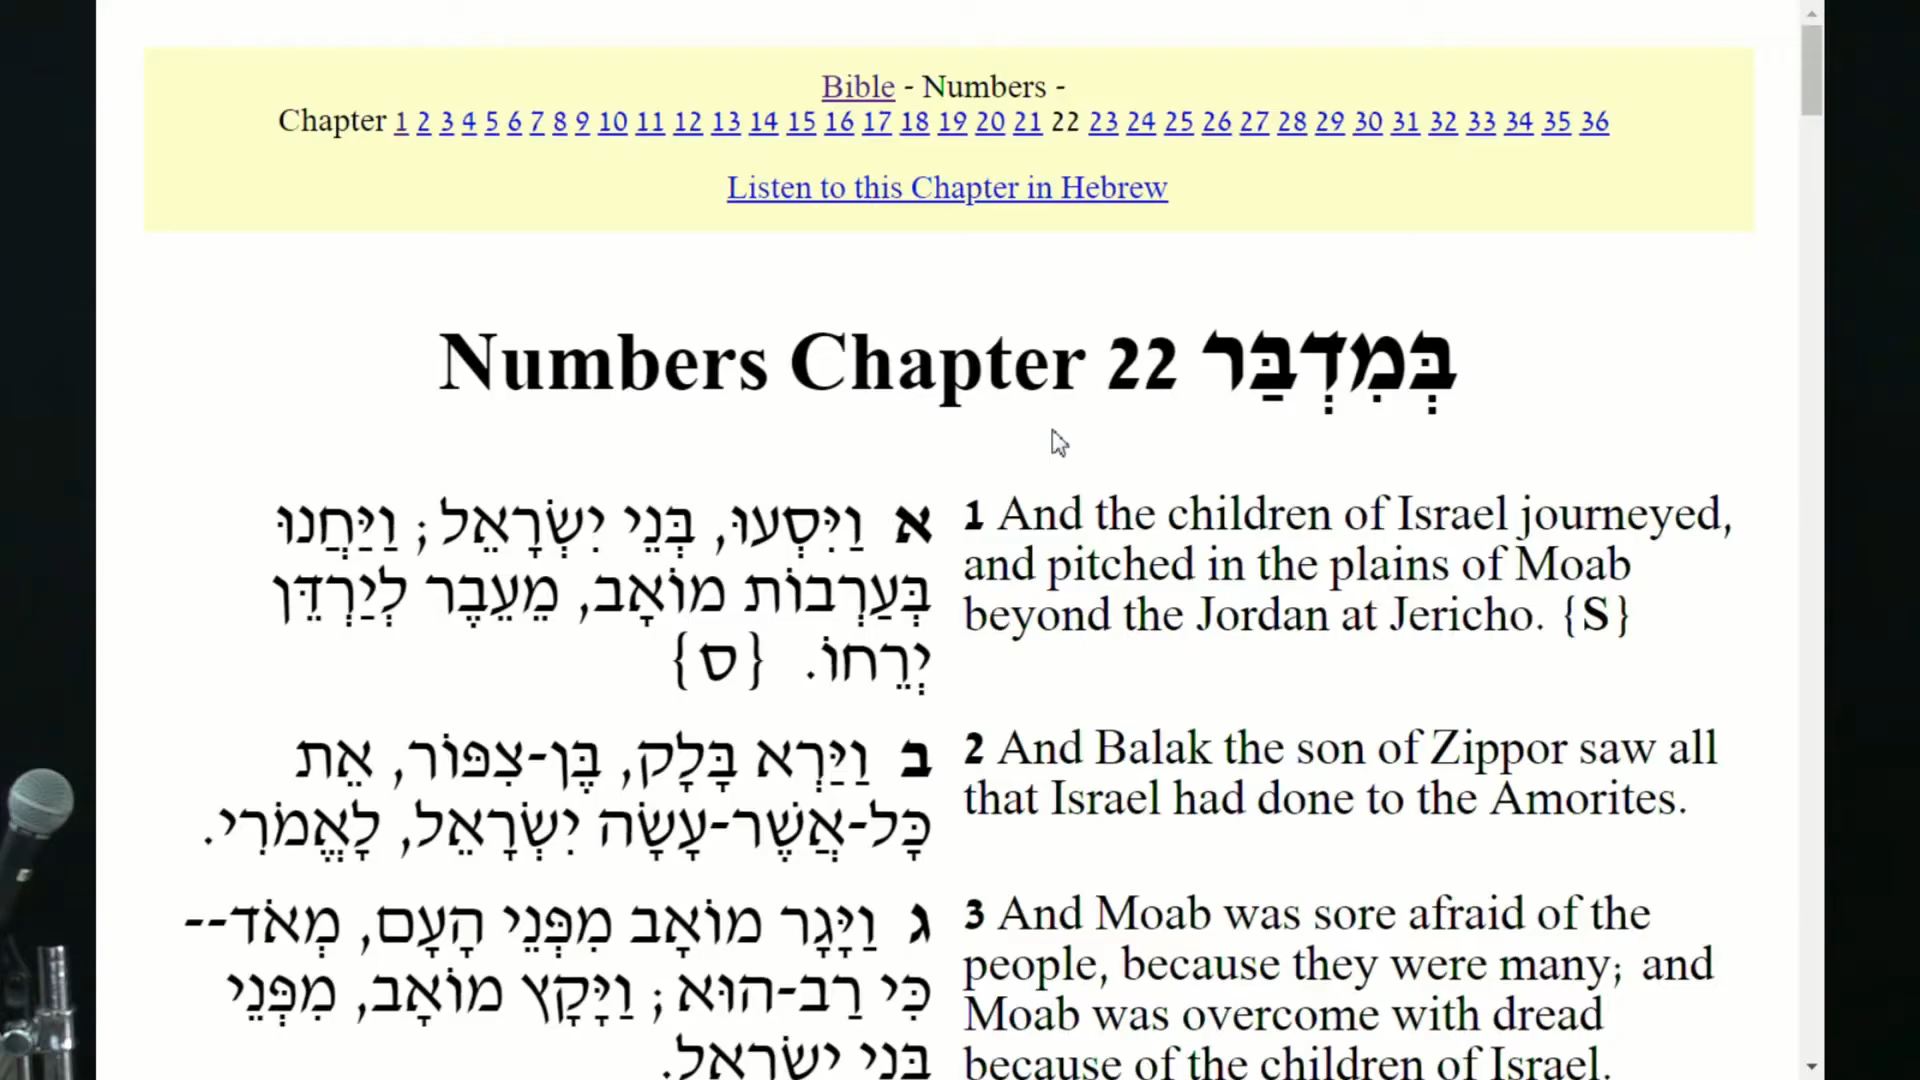 Bible - Numbers -
Chapter 1 2 3 4 5 6 7 8 9 10 11 12 13 14 15 16 17 18 19 20 21 22 23 24 25 26 27 28 29 30 31 32 33 34 35 36
Listen to this Chapter in Hebrew
Numbers Chapter 22 בְּמִדְבַּר
א וַיִּסְעוּ, בְּנֵי יִשְׂרָאֵל; וַיַּחֲנוּ
בְּעַרְבוֹת מוֹאָב, מֵעֵבֶר לְיַרְדֵּן
יְרֵחוֹ. {ס}
1 And the children of Israel journeyed,
and pitched in the plains of Moab
beyond the Jordan at Jericho. {S}
ב וַיַּרְא בָּלָק, בֶּן-צִפּוֹר, אֵת
כָּל-אֲשֶׁר-עָשָׂה יִשְׂרָאֵל, לָאֱמֹרִי.
2 And Balak the son of Zippor saw all
that Israel had done to the Amorites.
ג וַיָּגָר מוֹאָב מִפְּנֵי הָעָם, מְאֹד--
כִּי רַב-הוּא; וַיָּקָץ מוֹאָב, מִפְּנֵי
בְּנֵי יִשְׂרָאֵל.
3 And Moab was sore afraid of the
people, because they were many; and
Moab was overcome with dread
because of the children of Israel.